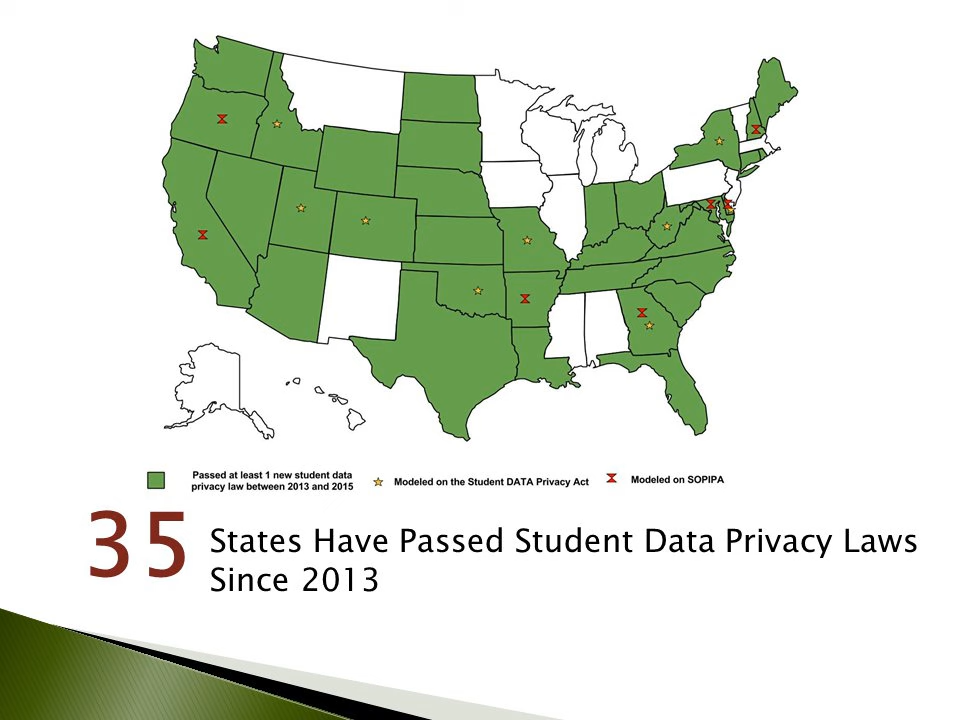 Passed at least 1 new student data
privacy law between 2013 and 2015
Modeled on the Student DATA Privacy Act
Modeled on SOPIPA
35
States Have Passed Student Data Privacy Laws
Since 2013